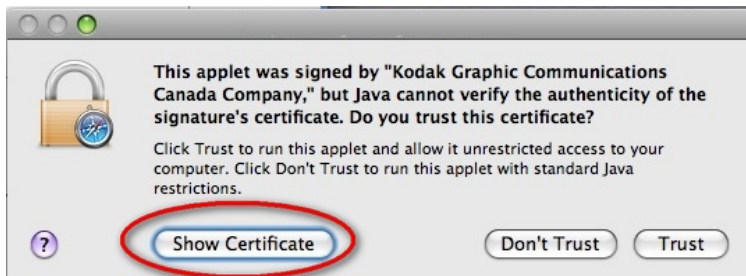 This applet was signed by "Kodak Graphic Communications
Canada Company," but Java cannot verify the authenticity of the
signature's certificate. Do you trust this certificate?
Click Trust to run this applet and allow it unrestricted access to your
computer. Click Don't Trust to run this applet with standard Java
restrictions.
? Show Certificate Don't Trust Trust